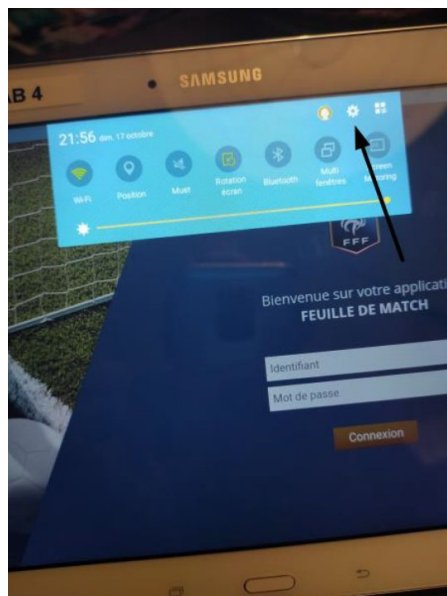 SAMSUNG
AB 4
21:56 dim. 17 octobre
Wi-Fi
Position
Muet
Rotation
écran
Bluetooth
Multi
fenêtres
Screen
Mirroring
FFF
Bienvenue sur votre applicati
FEUILLE DE MATCH
Identifiant
Mot de passe
Connexion